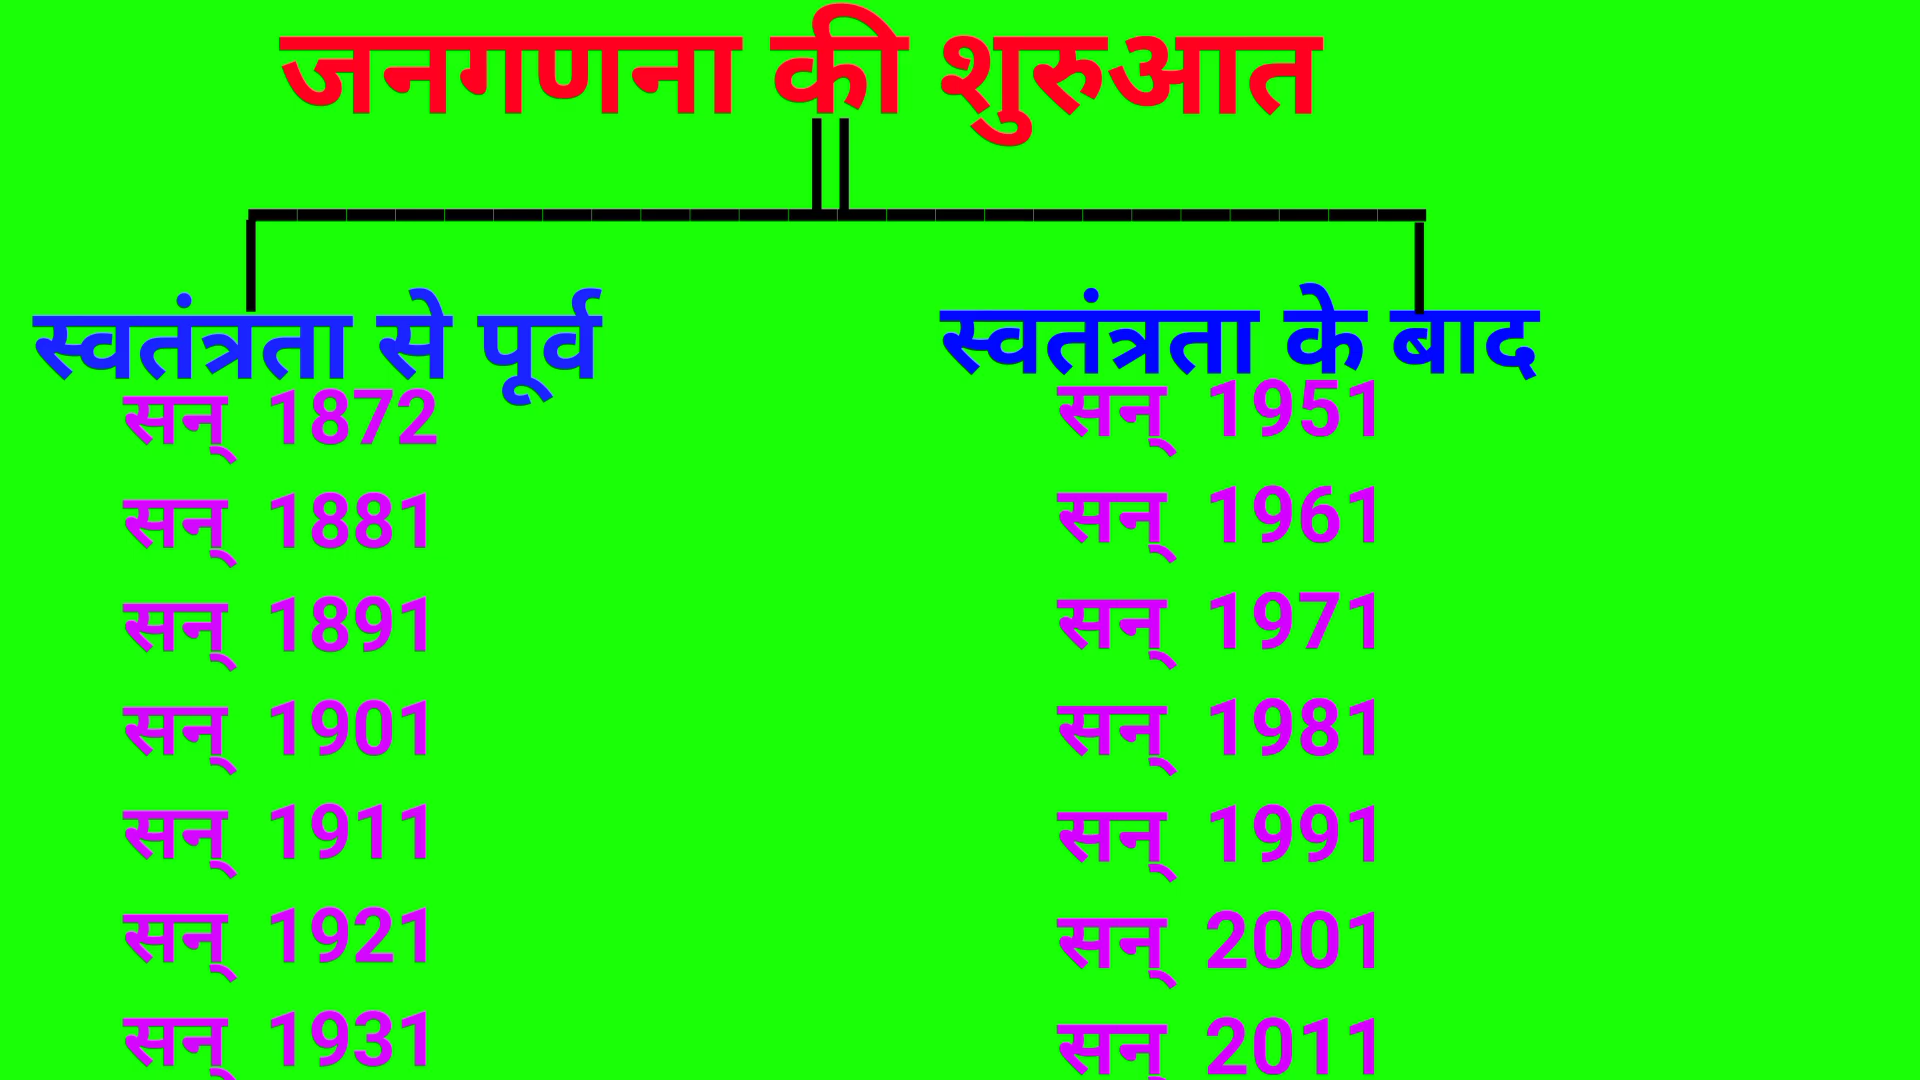 जनगणना की शुरुआत
स्वतंत्रता से पूर्व
सन् 1872
सन् 1881
सन् 1891
सन् 1901
सन् 1911
सन् 1921
सन् 1931
स्वतंत्रता के बाद
सन् 1951
सन् 1961
सन् 1971
सन् 1981
सन् 1991
सन् 2001
सन् 2011